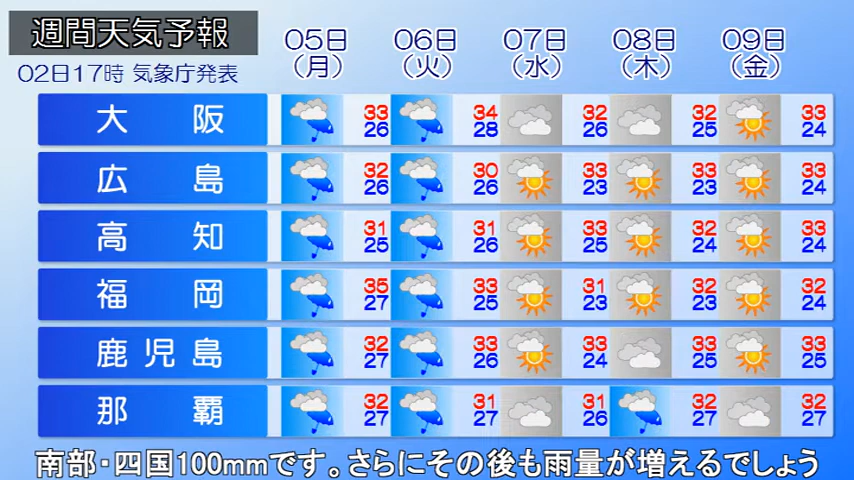 週間天気予報
02日17時 気象庁発表
05日 06日 07日 08日 09日
(月) (火) (水) (木) (金)
大阪 33 34 32 32 33
26 28 26 25 24
広島 32 30 33 33 33
26 26 23 23 24
高知 31 31 33 32 33
25 26 25 24 24
福岡 35 33 31 32 32
27 25 23 23 24
鹿児島 32 33 33 33 33
27 26 24 25 25
那覇 32 31 31 32 32
27 27 26 27 27
南部・四国100mmです。さらにその後も雨量が増えるでしょう